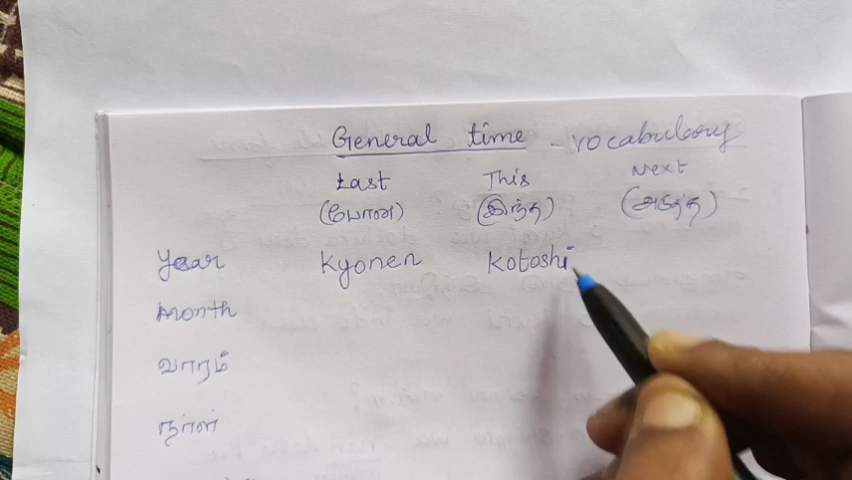 General time - vocabulary
Last This Next
(போன) (இந்த) (அடுத்த)
Year Kyonen Kotoshi
Month
வாரம்
நாள்